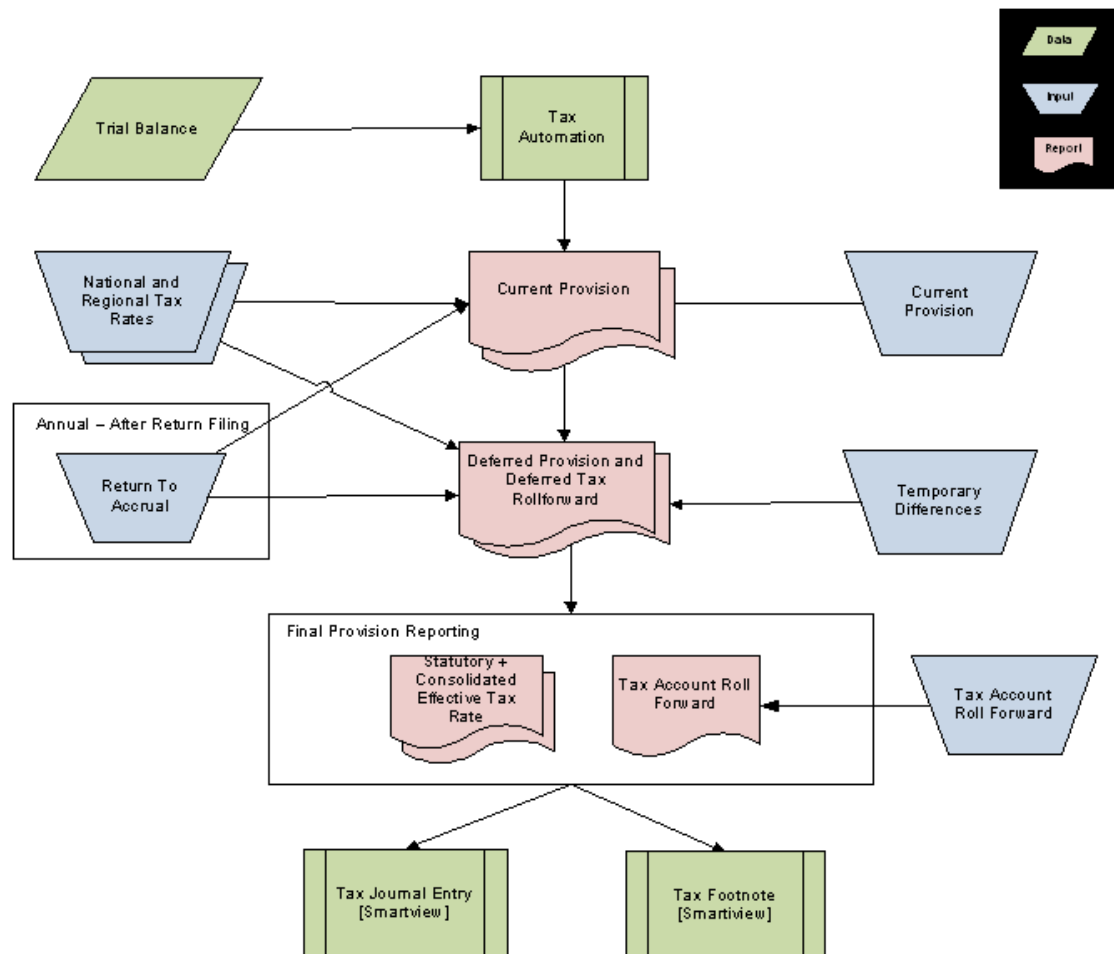 Data
Input
Report
Trial Balance
Tax
Automation
National and
Regional Tax
Rates
Current Provision
Current
Provision
Annual – After Return Filing
Return To
Accrual
Deferred Provision and
Deferred Tax
Rollforward
Temporary
Differences
Final Provision Reporting
Statutory +
Consolidated
Effective Tax
Rate
Tax Account Roll
Forward
Tax Account
Roll Forward
Tax Journal Entry
[Smartview]
Tax Footnote
[Smartiview]